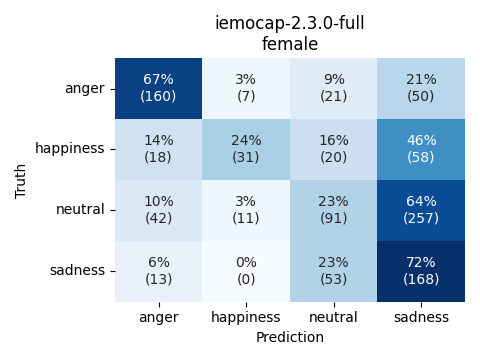 iemocap-2.3.0-full
female
Truth
anger
67% 3% 9% 21%
(160) (7) (21) (50)
happiness
14% 24% 16% 46%
(18) (31) (20) (58)
neutral
10% 3% 23% 64%
(42) (11) (91) (257)
sadness
6% 0% 23% 72%
(13) (0) (53) (168)
anger happiness neutral sadness
Prediction